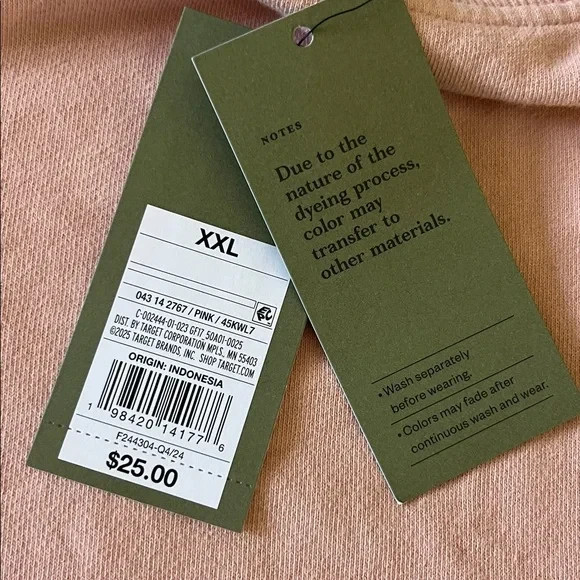 XXL
043 14 2767 / PINK / 45KWL7
C-002444-01-023 GF17 50A01-0025
DIST. BY TARGET CORPORATION MPLS, MN 55403
©2025 TARGET BRANDS, INC. SHOP TARGET.COM
ORIGIN: INDONESIA
1 98420 14177 6
F244304-Q4/24
$25.00
NOTES
Due to the
nature of the
dyeing process,
color may
transfer to
other materials.
• Wash separately
before wearing.
• Colors may fade after
continuous wash and wear.